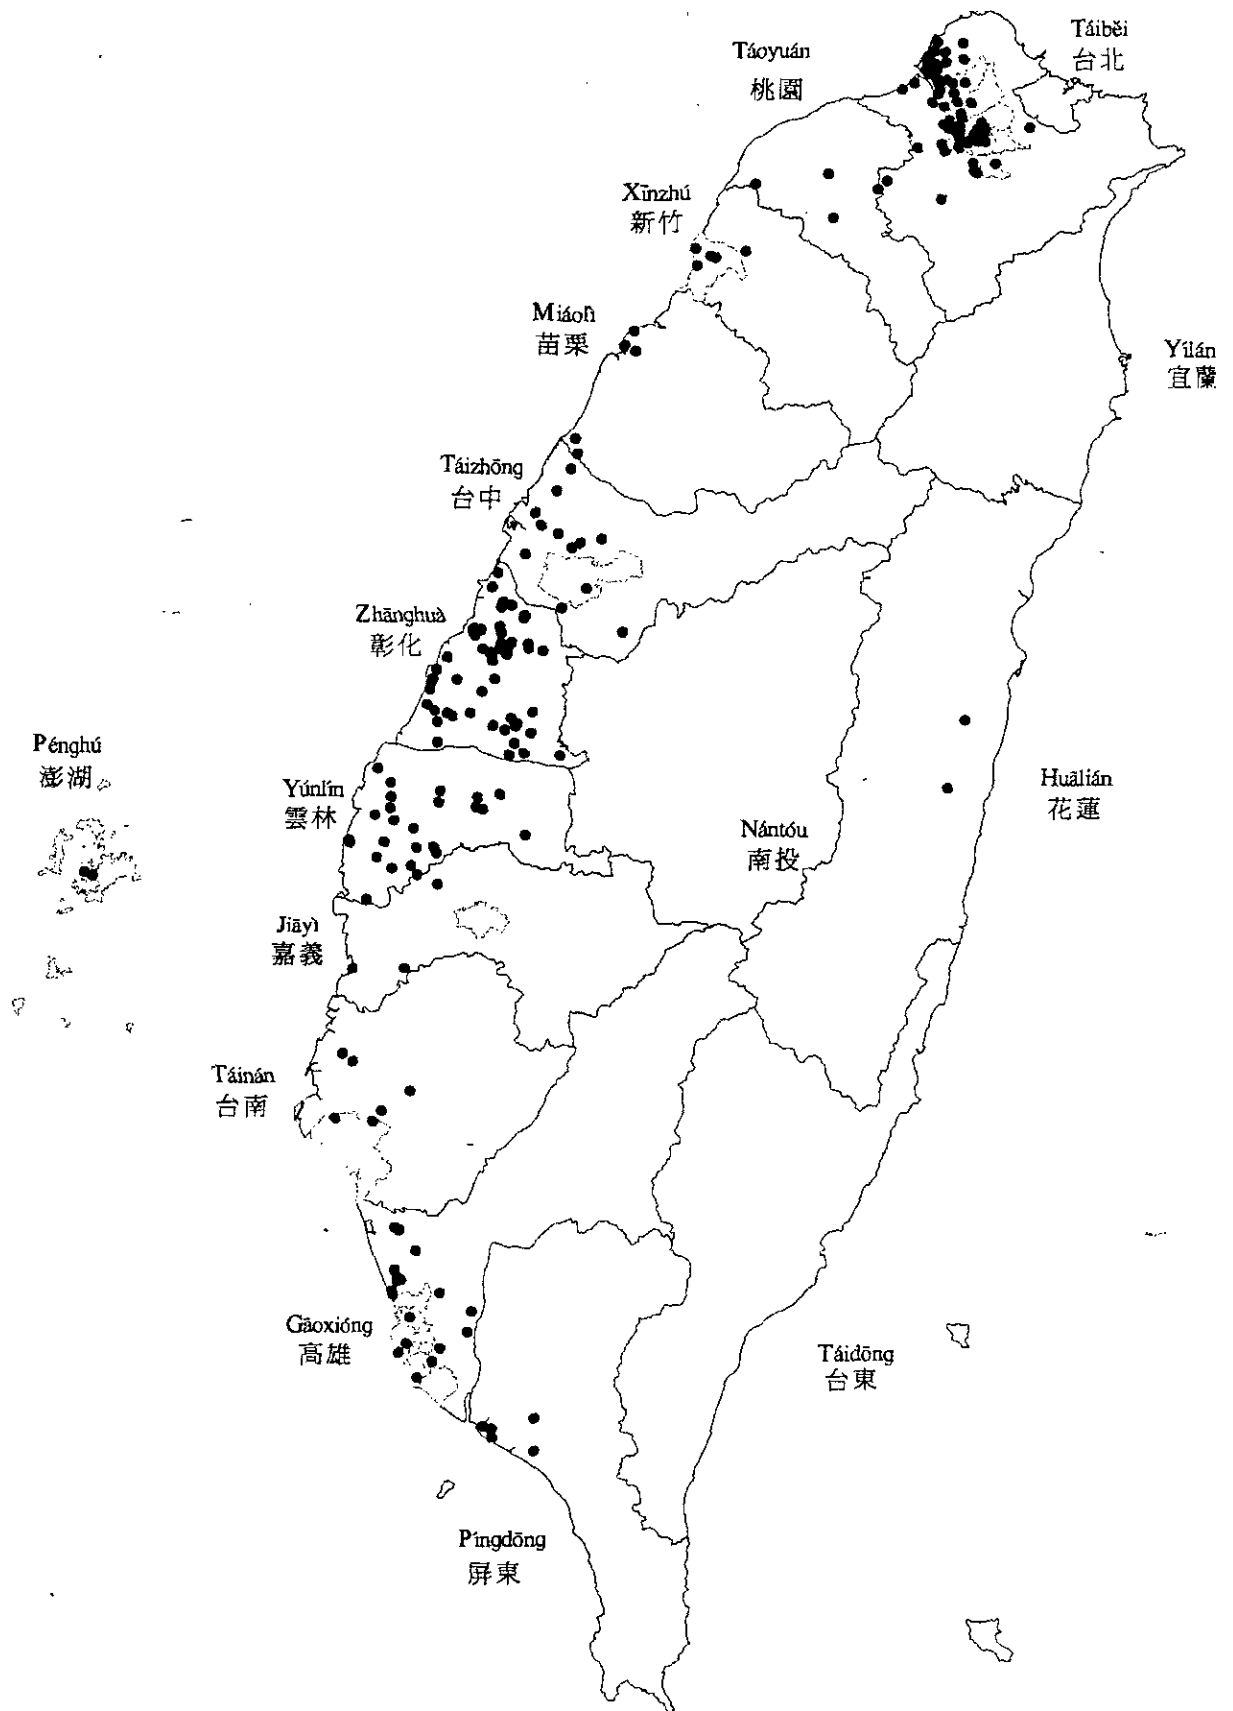 Táiběi
台北
Táoyuán
桃園
Xīnzhú
新竹
Miáolì
苗栗
Yílán
宜蘭
Táizhōng
台中
Zhānghuà
彰化
Pénghú
澎湖
Yúnlín
雲林
Huālián
花蓮
Nántóu
南投
Jiāyì
嘉義
Táinán
台南
Gāoxióng
高雄
Táidōng
台東
Píngdōng
屏東